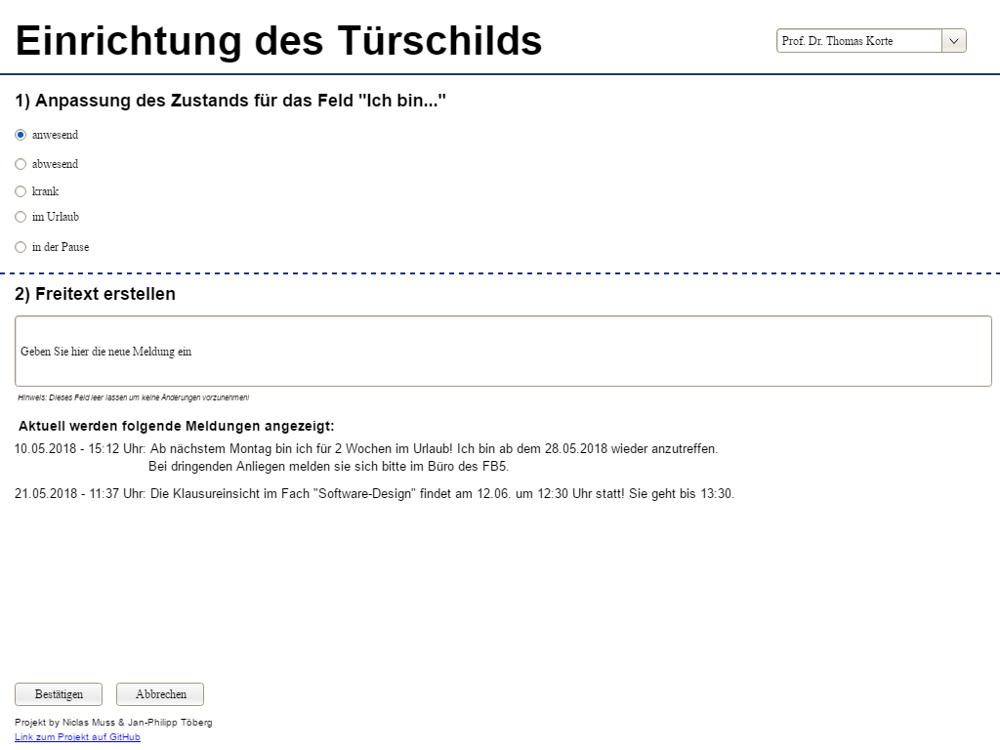 Einrichtung des Türschilds
Prof. Dr. Thomas Korte
1) Anpassung des Zustands für das Feld "Ich bin..."
anwesend
abwesend
krank
im Urlaub
in der Pause
2) Freitext erstellen
Geben Sie hier die neue Meldung ein
Hinweis: Dieses Feld leer lassen um keine Änderungen vorzunehmen!
Aktuell werden folgende Meldungen angezeigt:
10.05.2018 - 15:12 Uhr: Ab nächstem Montag bin ich für 2 Wochen im Urlaub! Ich bin ab dem 28.05.2018 wieder anzutreffen.
Bei dringenden Anliegen melden sie sich bitte im Büro des FB5.
21.05.2018 - 11:37 Uhr: Die Klausureinsicht im Fach "Software-Design" findet am 12.06. um 12:30 Uhr statt! Sie geht bis 13:30.
Bestätigen Abbrechen
Projekt by Niclas Muss & Jan-Philipp Töberg
Link zum Projekt auf GitHub